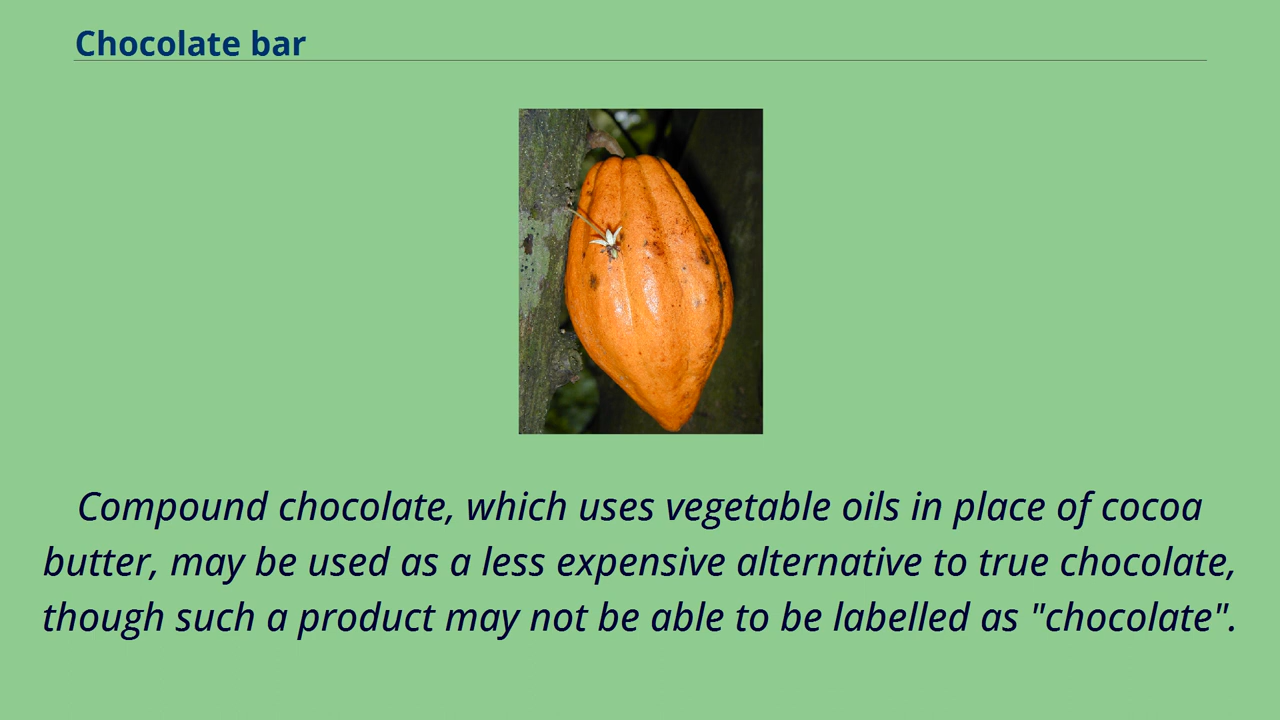 Chocolate bar
Compound chocolate, which uses vegetable oils in place of cocoa
butter, may be used as a less expensive alternative to true chocolate,
though such a product may not be able to be labelled as "chocolate".